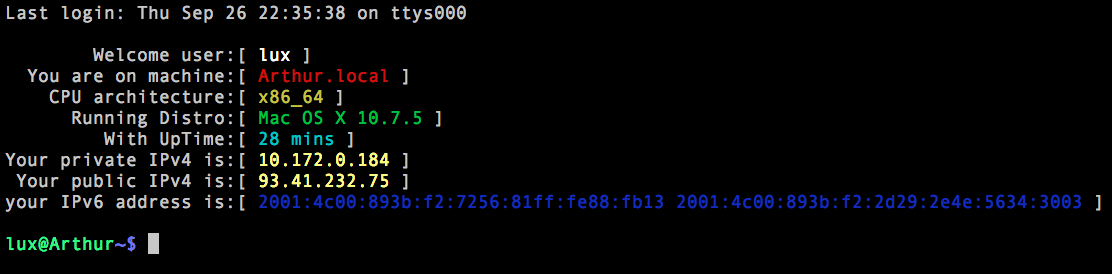 Last login: Thu Sep 26 22:35:38 on ttys000
Welcome user:[ lux ]
You are on machine:[ Arthur.local ]
CPU architecture:[ x86_64 ]
Running Distro:[ Mac OS X 10.7.5 ]
With UpTime:[ 28 mins ]
Your private IPv4 is:[ 10.172.0.184 ]
Your public IPv4 is:[ 93.41.232.75 ]
your IPv6 address is:[ 2001:4c00:893b:f2:7256:81ff:fe88:fb13 2001:4c00:893b:f2:2d29:2e4e:5634:3003 ]
lux@Arthur~$